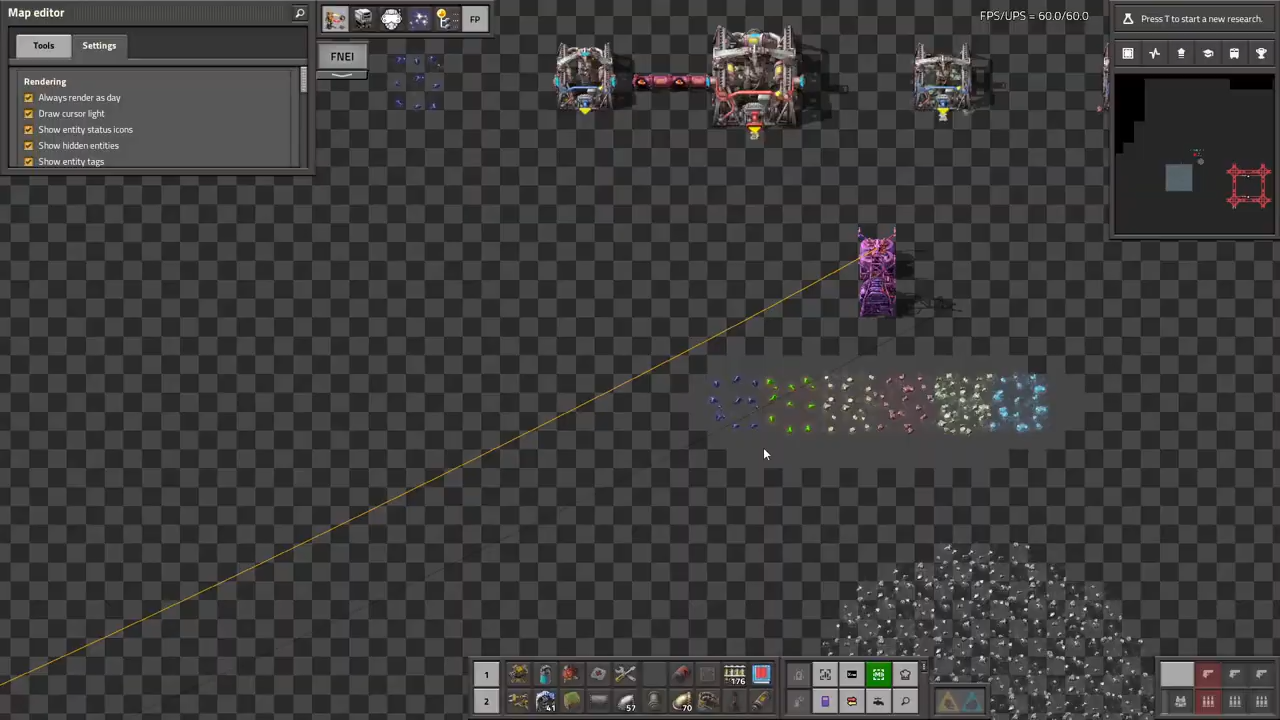 Map editor
FP
FPS/UPS = 60.0/60.0
Press T to start a new research.
Tools
Settings
FNEI
Rendering
Always render as day
Draw cursor light
Show entity status icons
Show hidden entities
Show entity tags
1
176
2
41
57
70